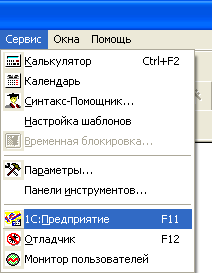 Сервис Окна Помощь
Калькулятор Ctrl+F2
Календарь
Синтакс-Помощник...
Настройка шаблонов
Временная блокировка...
Параметры...
Панели инструментов...
1С:Предприятие F11
Отладчик F12
Монитор пользователей